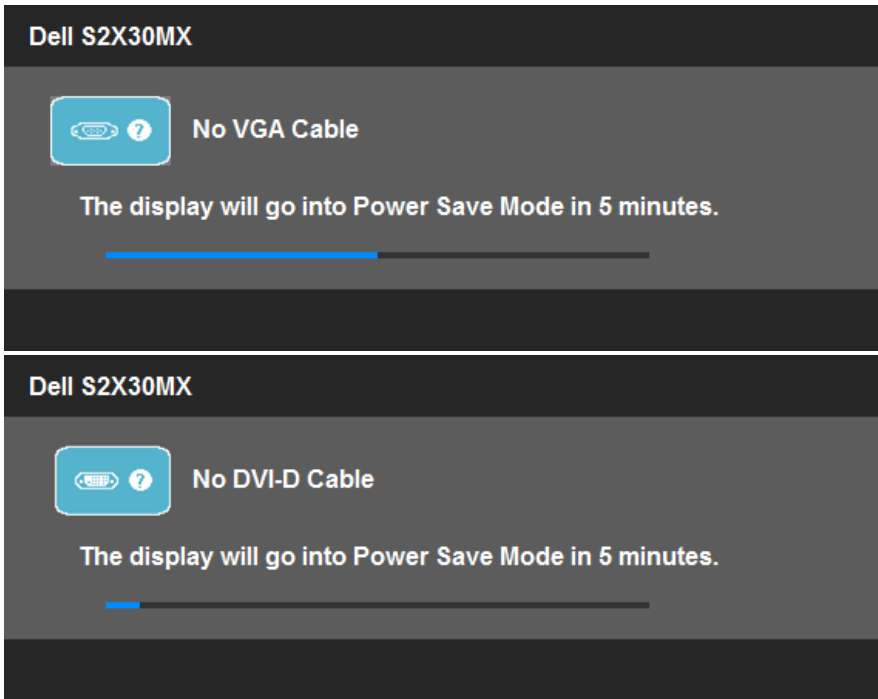 Dell S2X30MX
? No VGA Cable
The display will go into Power Save Mode in 5 minutes.
Dell S2X30MX
? No DVI-D Cable
The display will go into Power Save Mode in 5 minutes.